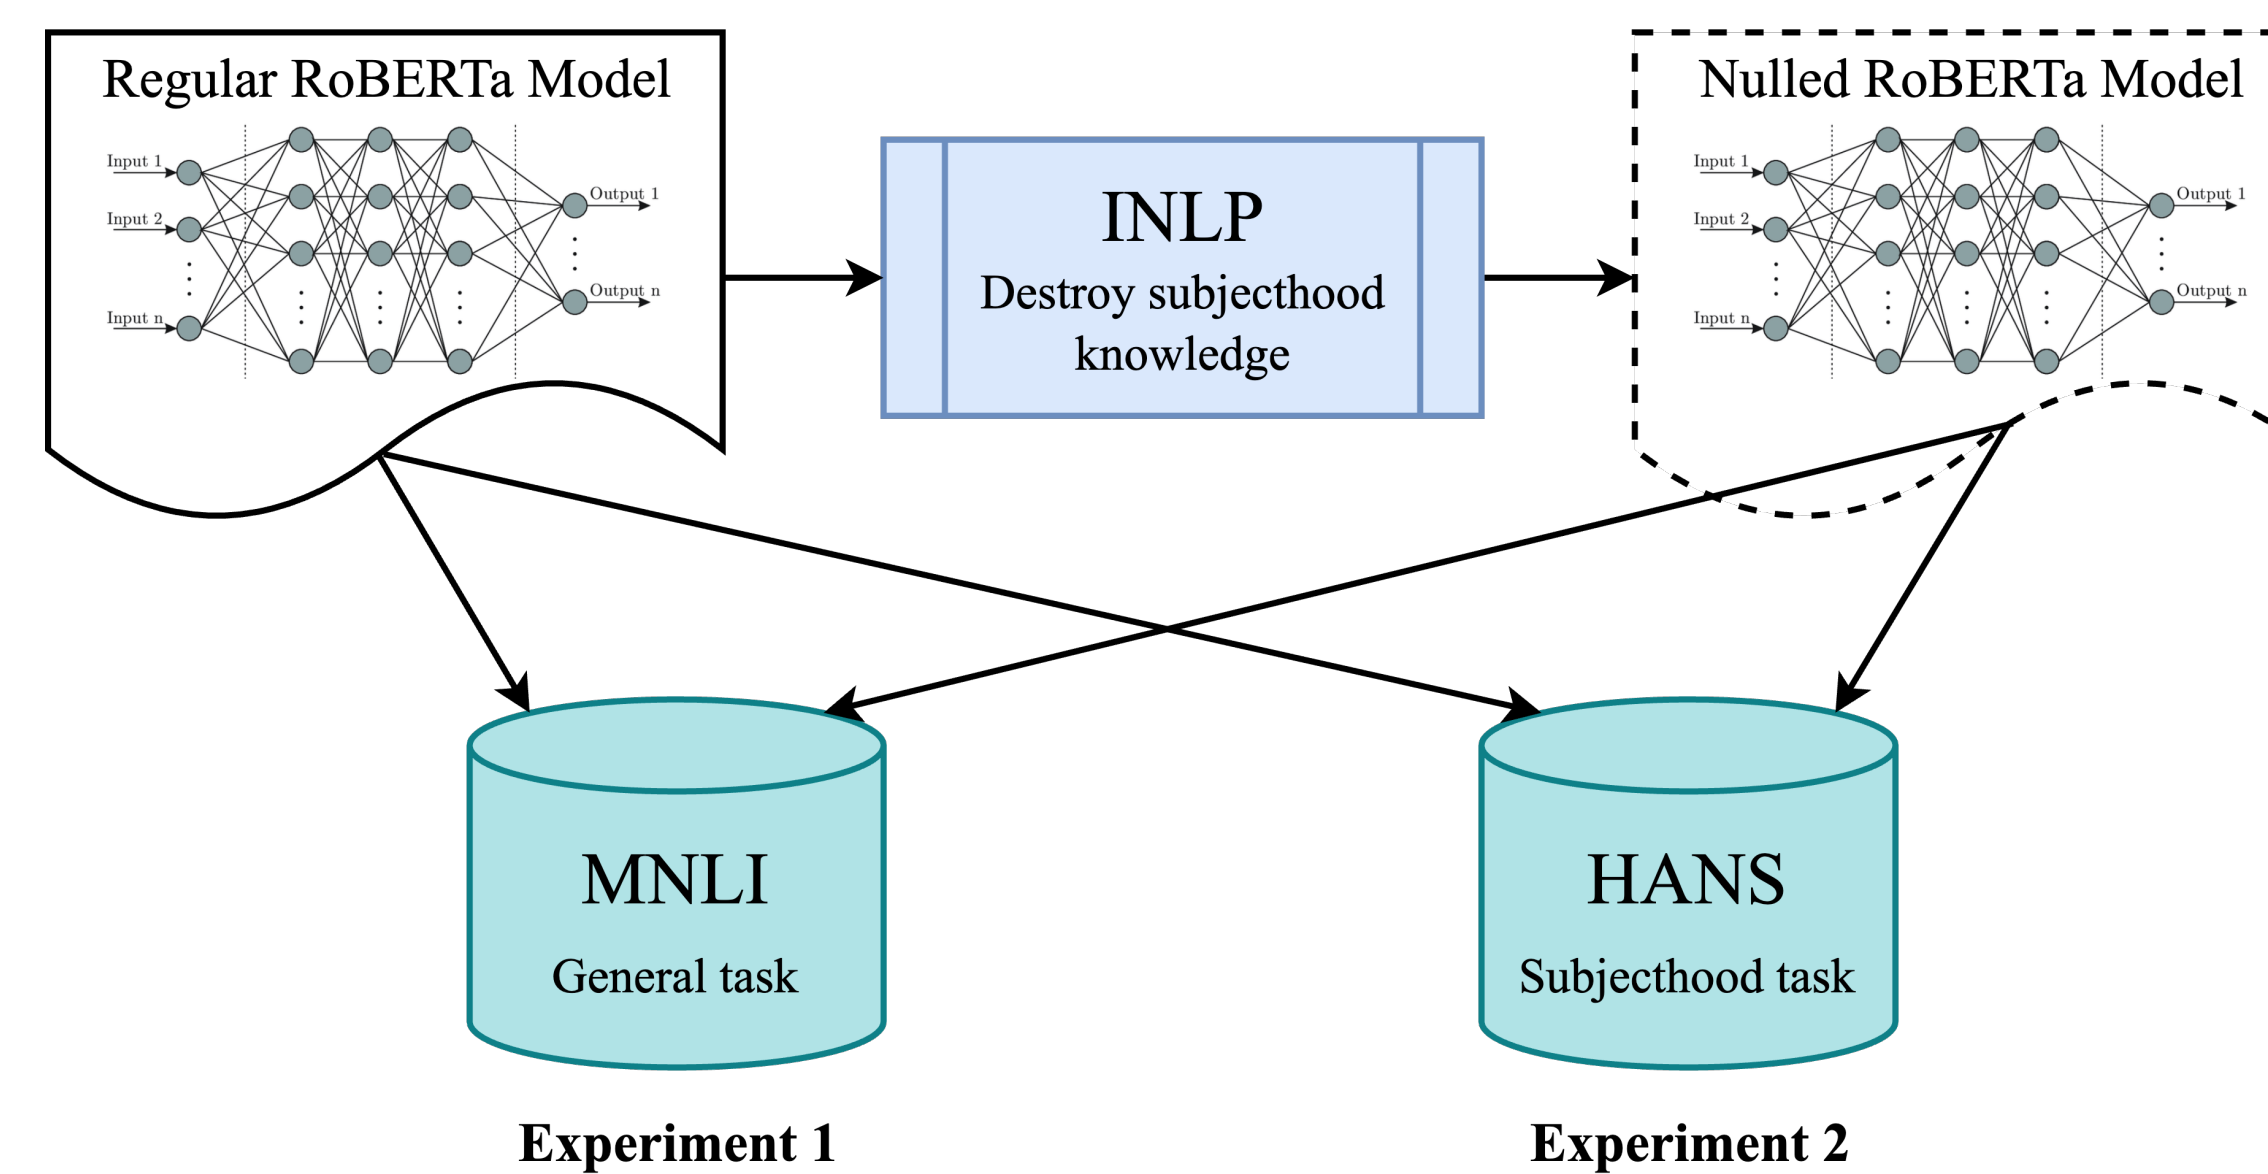 Regular RoBERTa Model
Input 1
Input 2
Input n
Output 1
Output n
INLP
Destroy subjecthood
knowledge
Nulled RoBERTa Model
Input 1
Input 2
Input n
Output 1
Output n
MNLI
General task
HANS
Subjecthood task
Experiment 1
Experiment 2